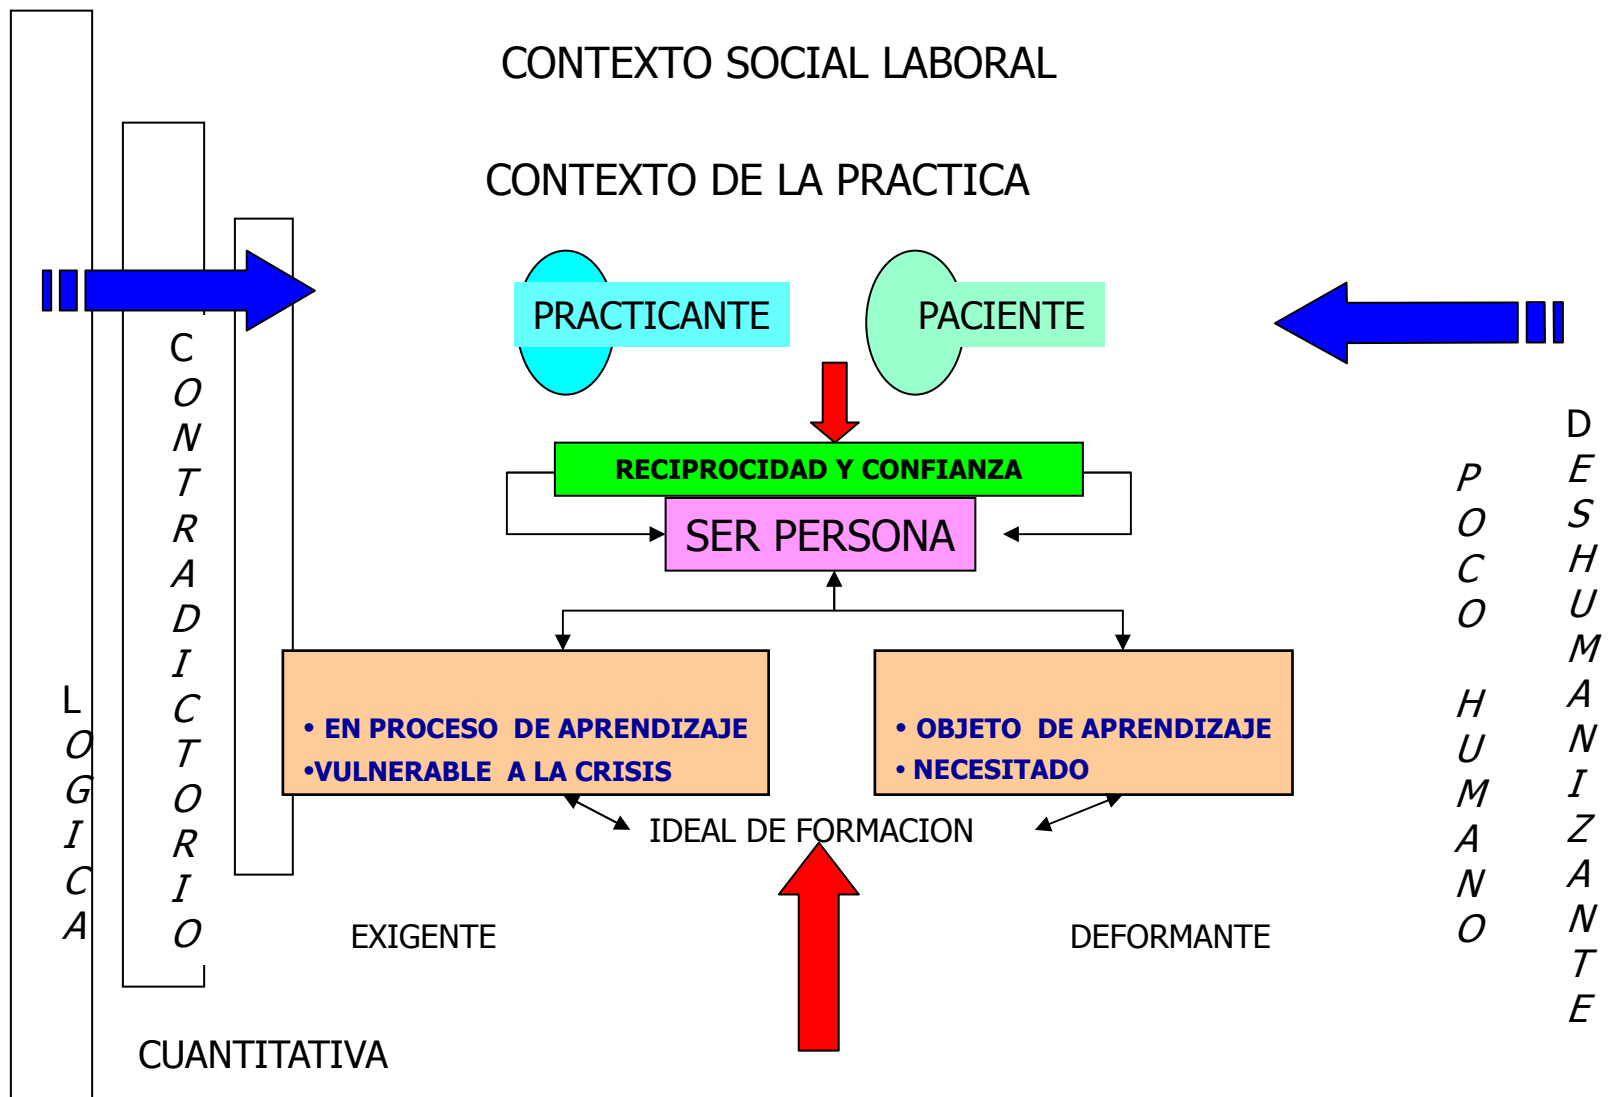 CONTEXTO SOCIAL LABORAL
CONTEXTO DE LA PRACTICA
PRACTICANTE
PACIENTE
RECIPROCIDAD Y CONFIANZA
SER PERSONA
• EN PROCESO DE APRENDIZAJE
•VULNERABLE A LA CRISIS
• OBJETO DE APRENDIZAJE
• NECESITADO
IDEAL DE FORMACION
EXIGENTE
DEFORMANTE
CUANTITATIVA
LOGICA
CONTRADICTORIO
POCO HUMANO
DESHUMANIZANTE